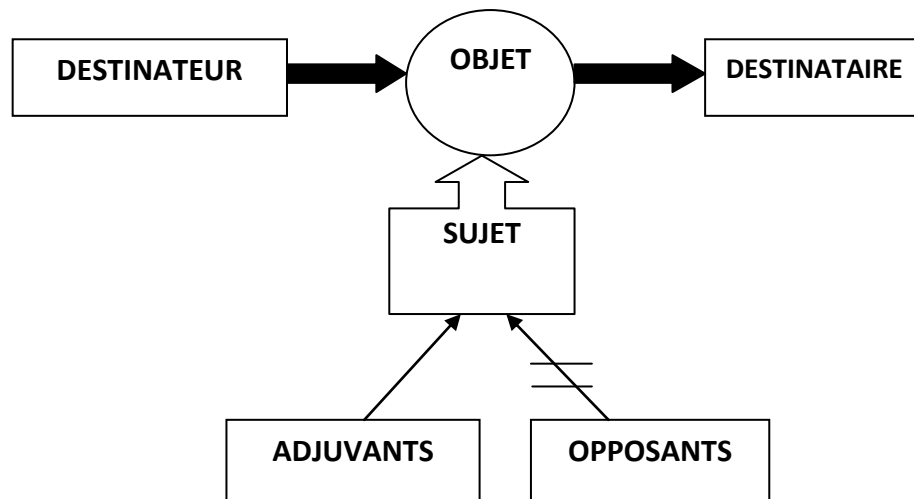 DESTINATEUR
OBJET
DESTINATAIRE
SUJET
ADJUVANTS
OPPOSANTS